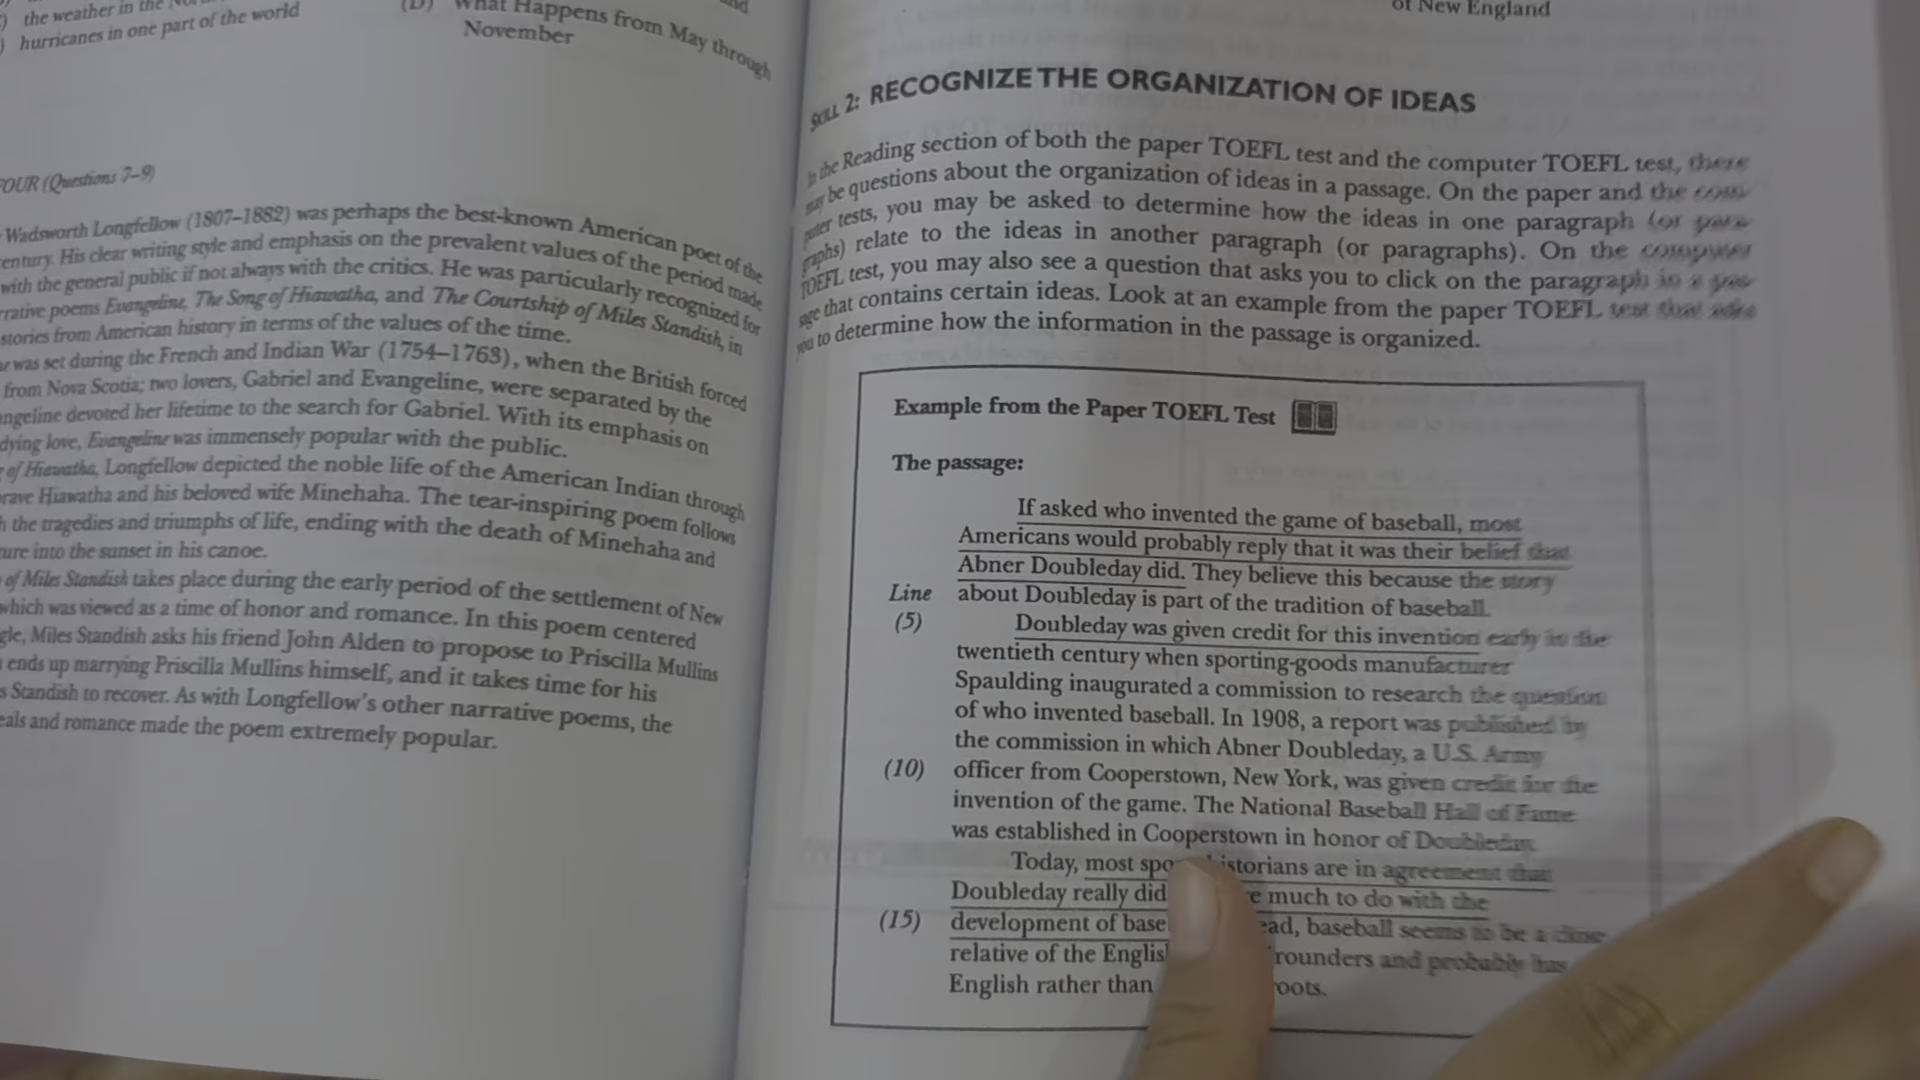 the weather in the
hurricanes in one part of the world
(D) What Happens from May through
November
OUR (Questions 7–9)
Wadsworth Longfellow (1807–1882) was perhaps the best-known American poet of the
entury. His clear writing style and emphasis on the prevalent values of the period made
with the general public if not always with the critics. He was particularly recognized for
rrative poems Evangeline, The Song of Hiawatha, and The Courtship of Miles Standish, in
stories from American history in terms of the values of the time.
was set during the French and Indian War (1754–1763), when the British forced
from Nova Scotia; two lovers, Gabriel and Evangeline, were separated by the
ngeline devoted her lifetime to the search for Gabriel. With its emphasis on
dying love, Evangeline was immensely popular with the public.
of Hiawatha, Longfellow depicted the noble life of the American Indian through
rave Hiawatha and his beloved wife Minehaha. The tear-inspiring poem follows
the tragedies and triumphs of life, ending with the death of Minehaha and
ure into the sunset in his canoe.
of Miles Standish takes place during the early period of the settlement of New
which was viewed as a time of honor and romance. In this poem centered
gle, Miles Standish asks his friend John Alden to propose to Priscilla Mullins
ends up marrying Priscilla Mullins himself, and it takes time for his
s Standish to recover. As with Longfellow's other narrative poems, the
eals and romance made the poem extremely popular.
of New England
SKILL 2: RECOGNIZE THE ORGANIZATION OF IDEAS
In the Reading section of both the paper TOEFL test and the computer TOEFL test, there
may be questions about the organization of ideas in a passage. On the paper and the com-
puter tests, you may be asked to determine how the ideas in one paragraph (or para-
graphs) relate to the ideas in another paragraph (or paragraphs). On the computer
TOEFL test, you may also see a question that asks you to click on the paragraph in a pas-
sage that contains certain ideas. Look at an example from the paper TOEFL test that asks
you to determine how the information in the passage is organized.
Example from the Paper TOEFL Test
The passage:
If asked who invented the game of baseball, most
Americans would probably reply that it was their belief that
Abner Doubleday did. They believe this because the story
Line about Doubleday is part of the tradition of baseball.
(5) Doubleday was given credit for this invention early in the
twentieth century when sporting-goods manufacturer
Spaulding inaugurated a commission to research the question
of who invented baseball. In 1908, a report was published by
the commission in which Abner Doubleday, a U.S. Army
(10) officer from Cooperstown, New York, was given credit for the
invention of the game. The National Baseball Hall of Fame
was established in Cooperstown in honor of Doubleday.
Today, most spo istorians are in agreement that
Doubleday really did e much to do with the
(15) development of base ead, baseball seems to be a close
relative of the Englis rounders and probably has
English rather than oots.